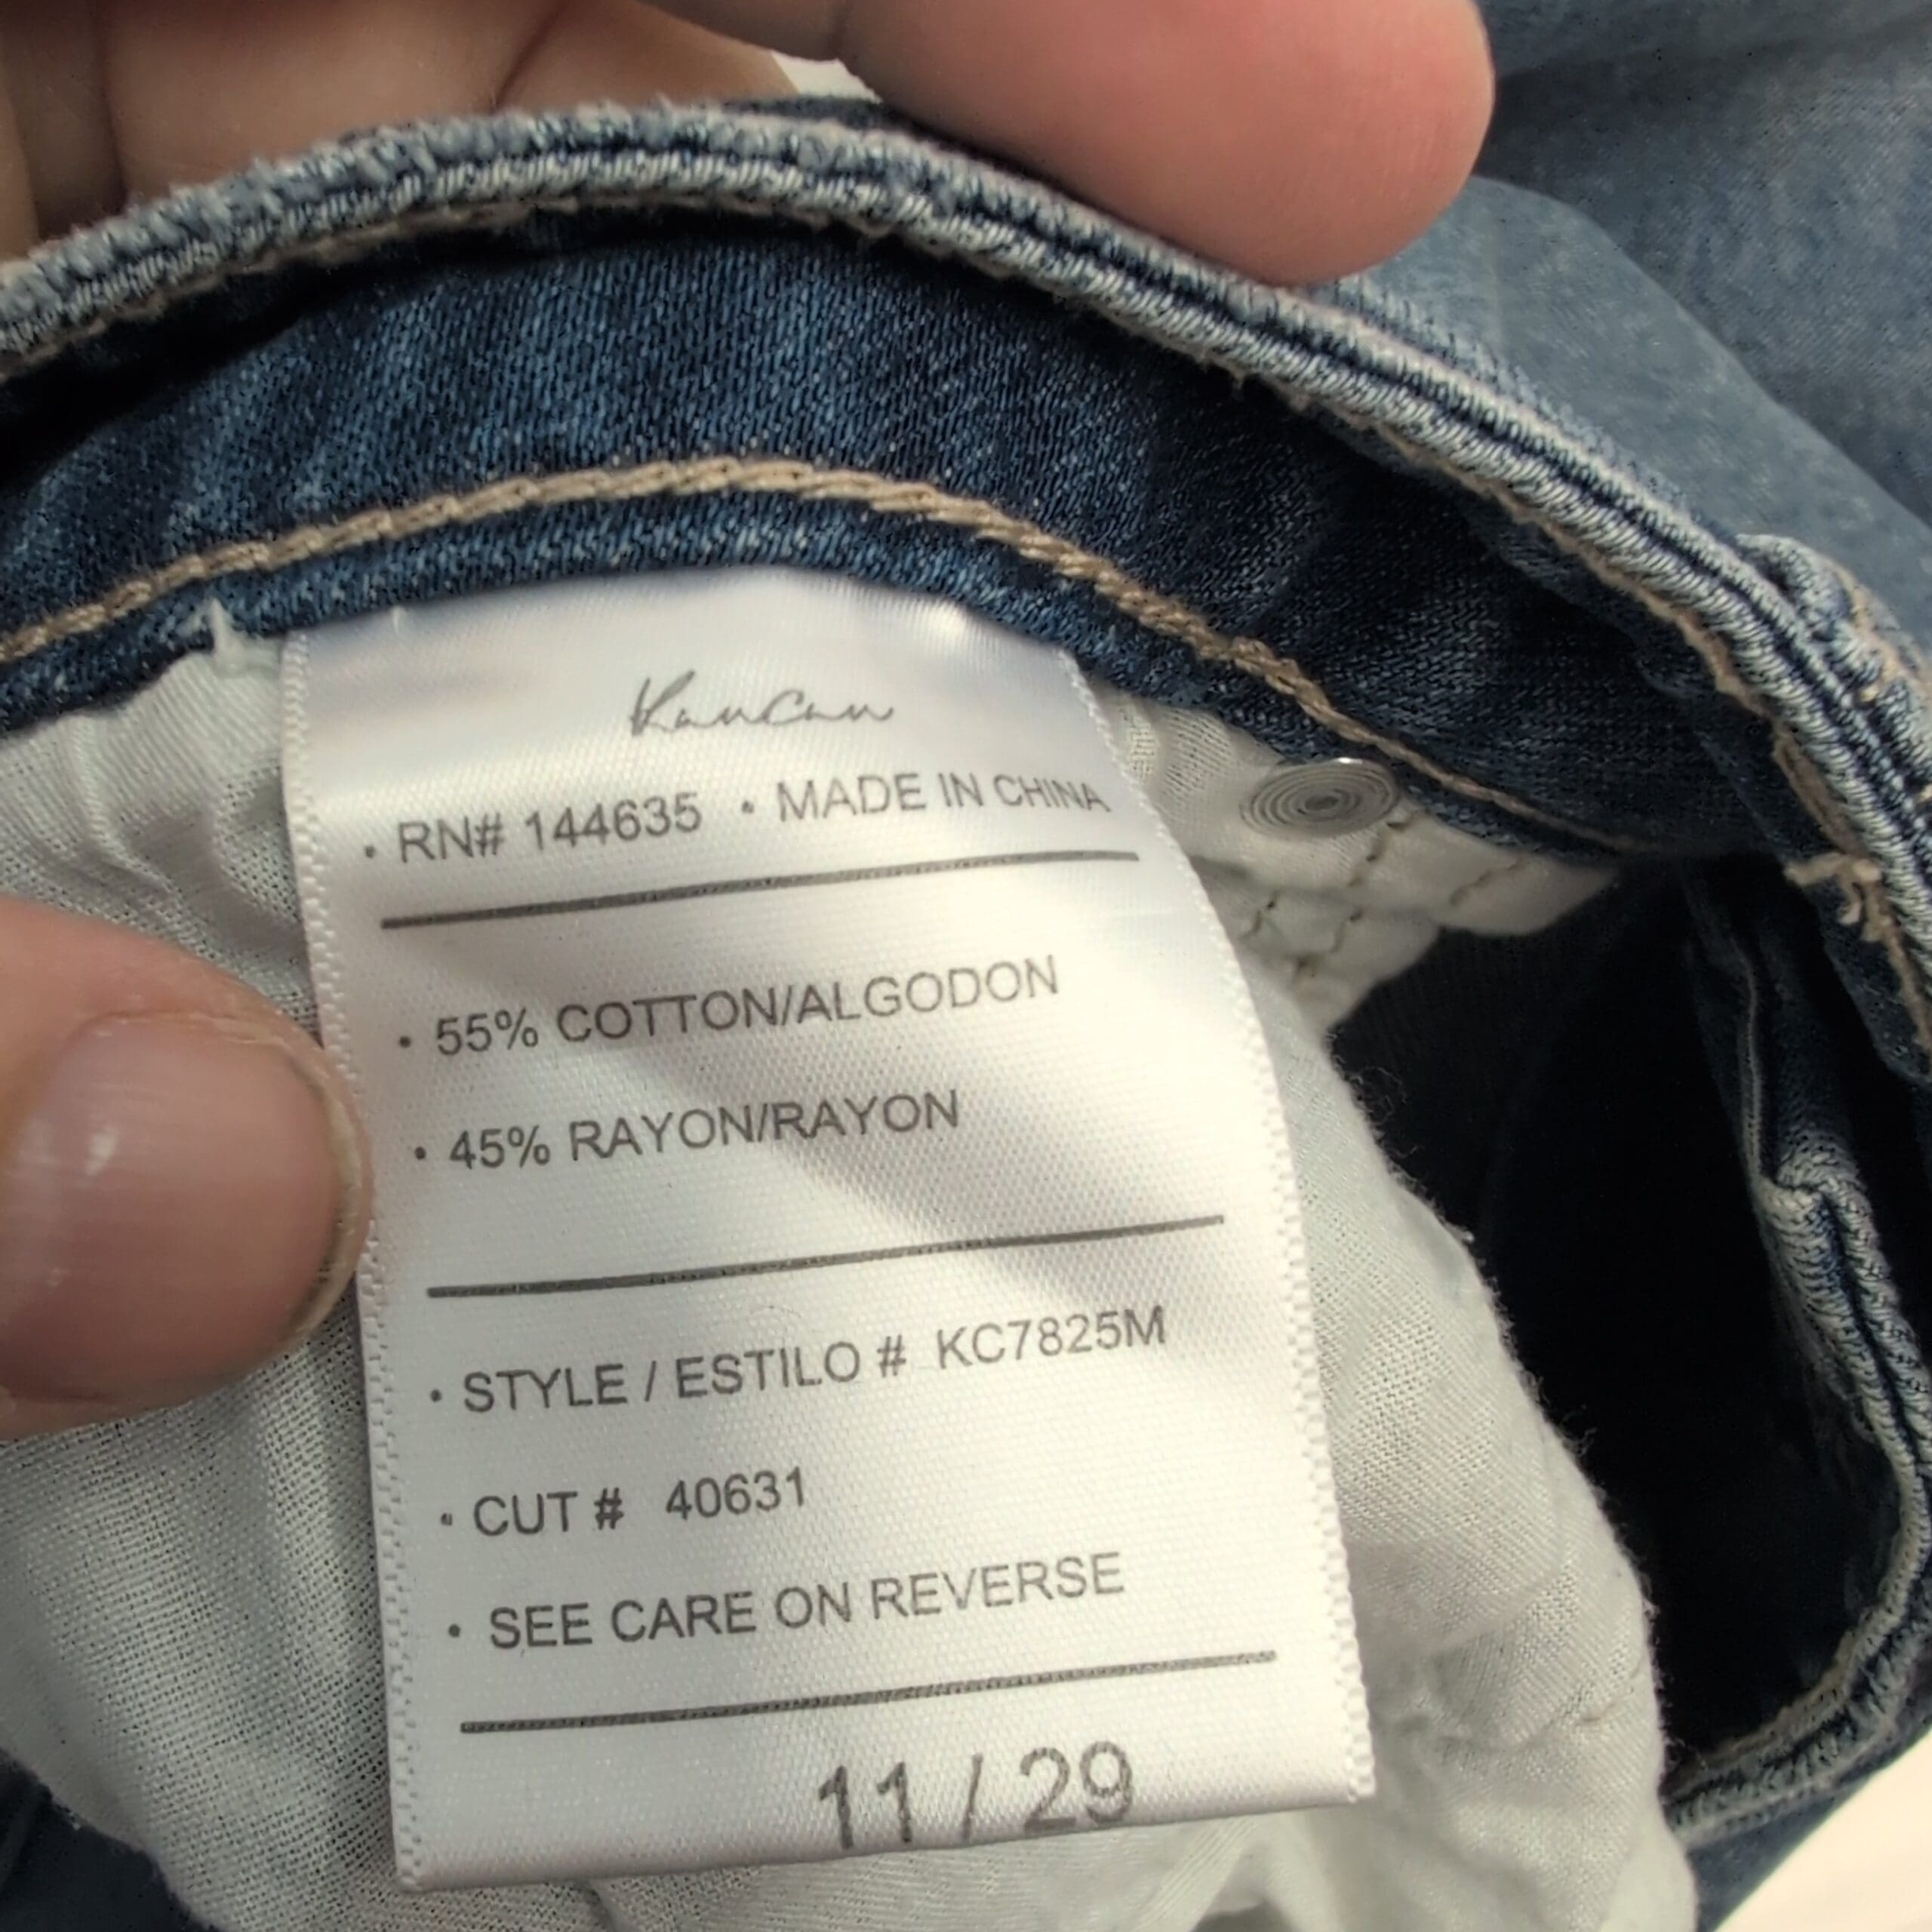 KanCan
• RN# 144635 • MADE IN CHINA
• 55% COTTON/ALGODON
• 45% RAYON/RAYON
• STYLE / ESTILO # KC7825M
• CUT # 40631
• SEE CARE ON REVERSE
11 / 29